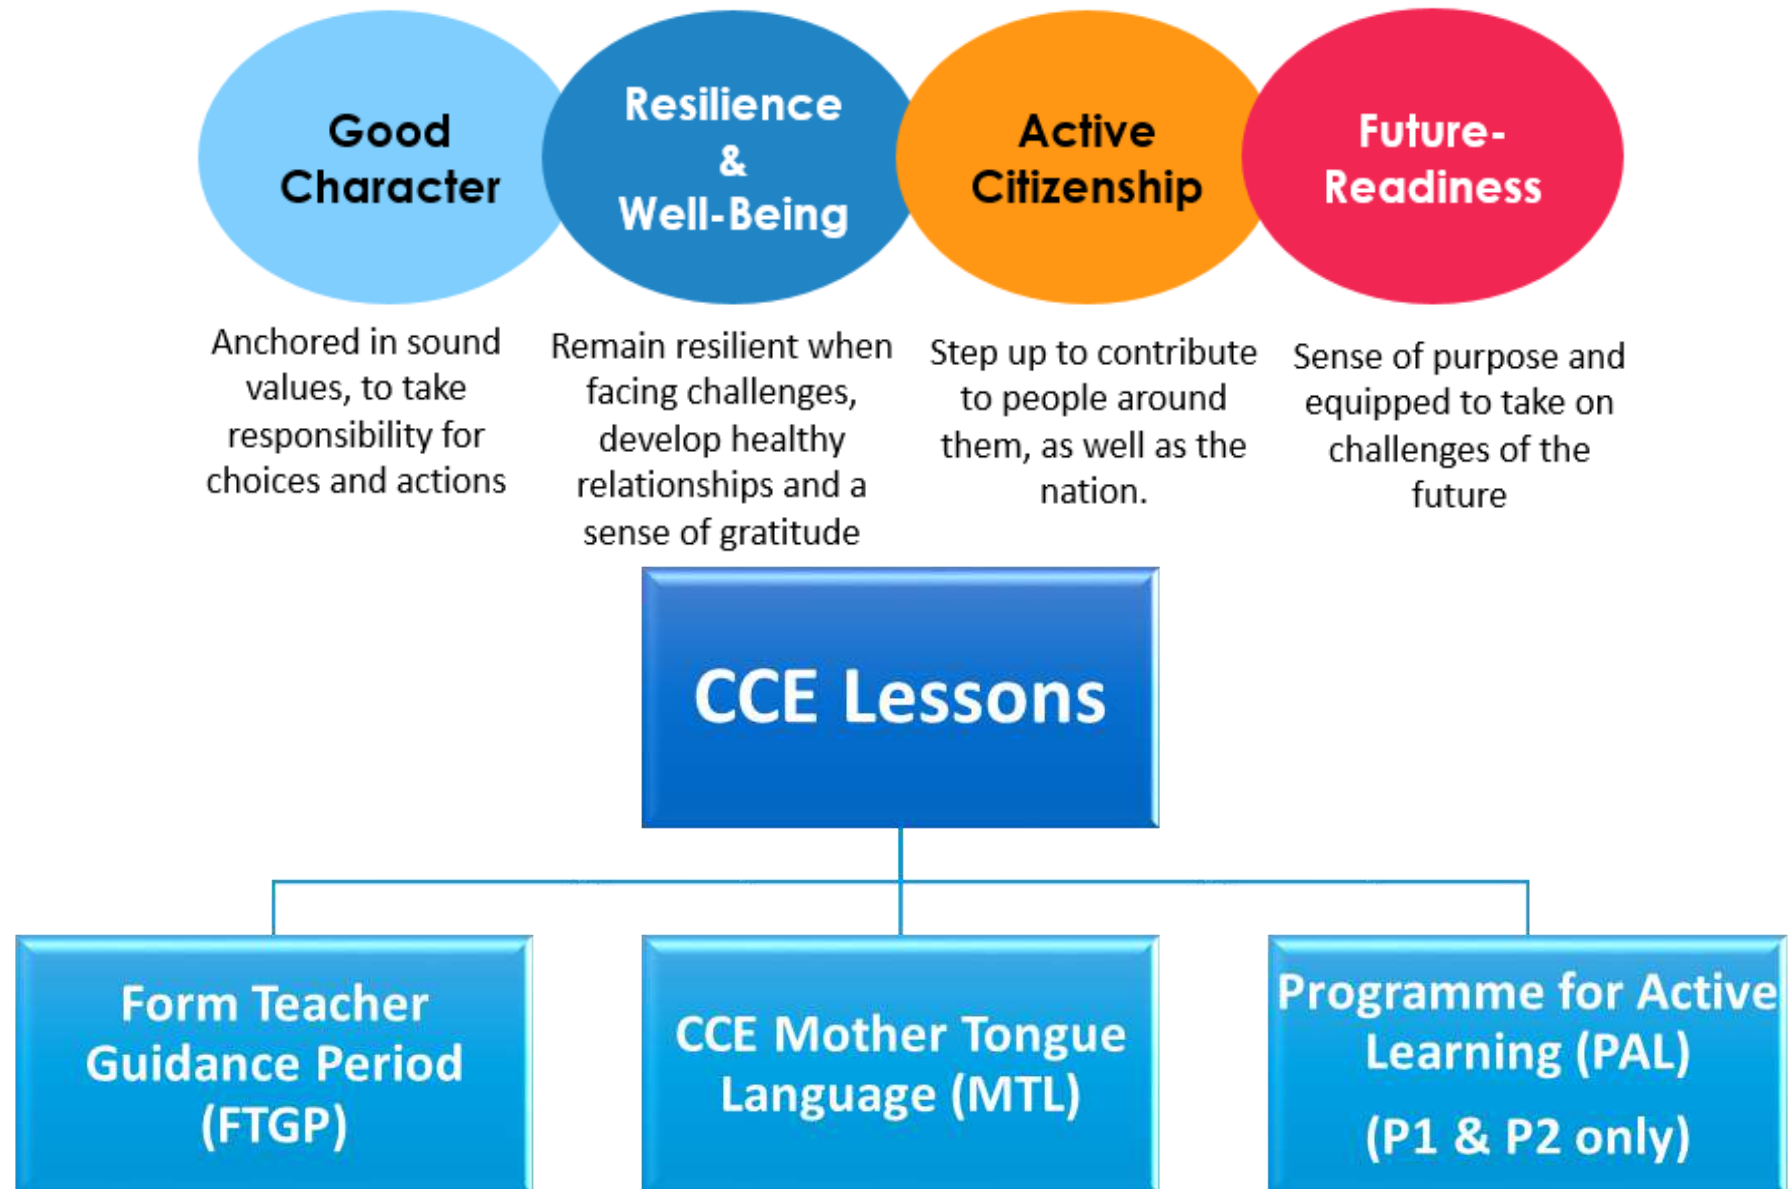 Good
Character
Resilience
&
Well-Being
Active
Citizenship
Future-
Readiness
Anchored in sound
values, to take
responsibility for
choices and actions
Remain resilient when
facing challenges,
develop healthy
relationships and a
sense of gratitude
Step up to contribute
to people around
them, as well as the
nation.
Sense of purpose and
equipped to take on
challenges of the
future
CCE Lessons
Form Teacher
Guidance Period
(FTGP)
CCE Mother Tongue
Language (MTL)
Programme for Active
Learning (PAL)
(P1 & P2 only)